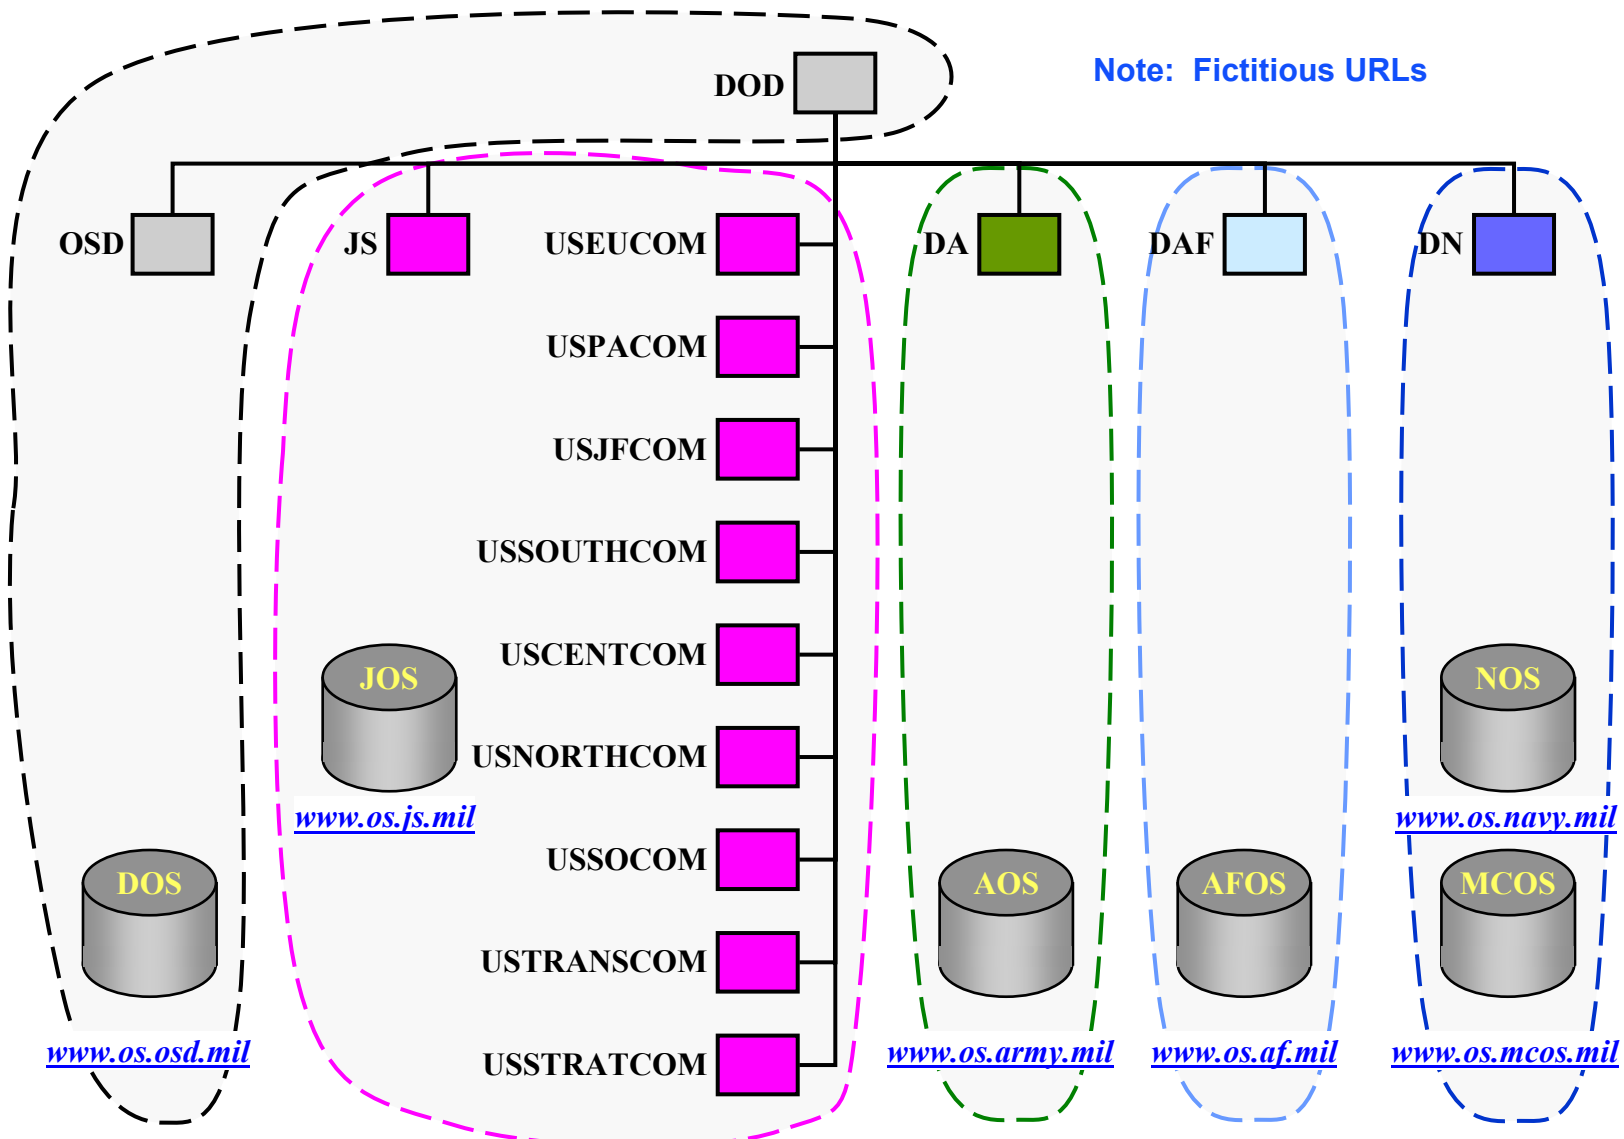 DOD
Note: Fictitious URLs
OSD
JS
USEUCOM
DA
DAF
DN
USPACOM
USJFCOM
USSOUTHCOM
USCENTCOM
JOS
NOS
USNORTHCOM
www.os.js.mil
www.os.navy.mil
USSOCOM
DOS
AOS
AFOS
MCOS
USTRANSCOM
www.os.osd.mil
USSTRATCOM
www.os.army.mil
www.os.af.mil
www.os.mcos.mil